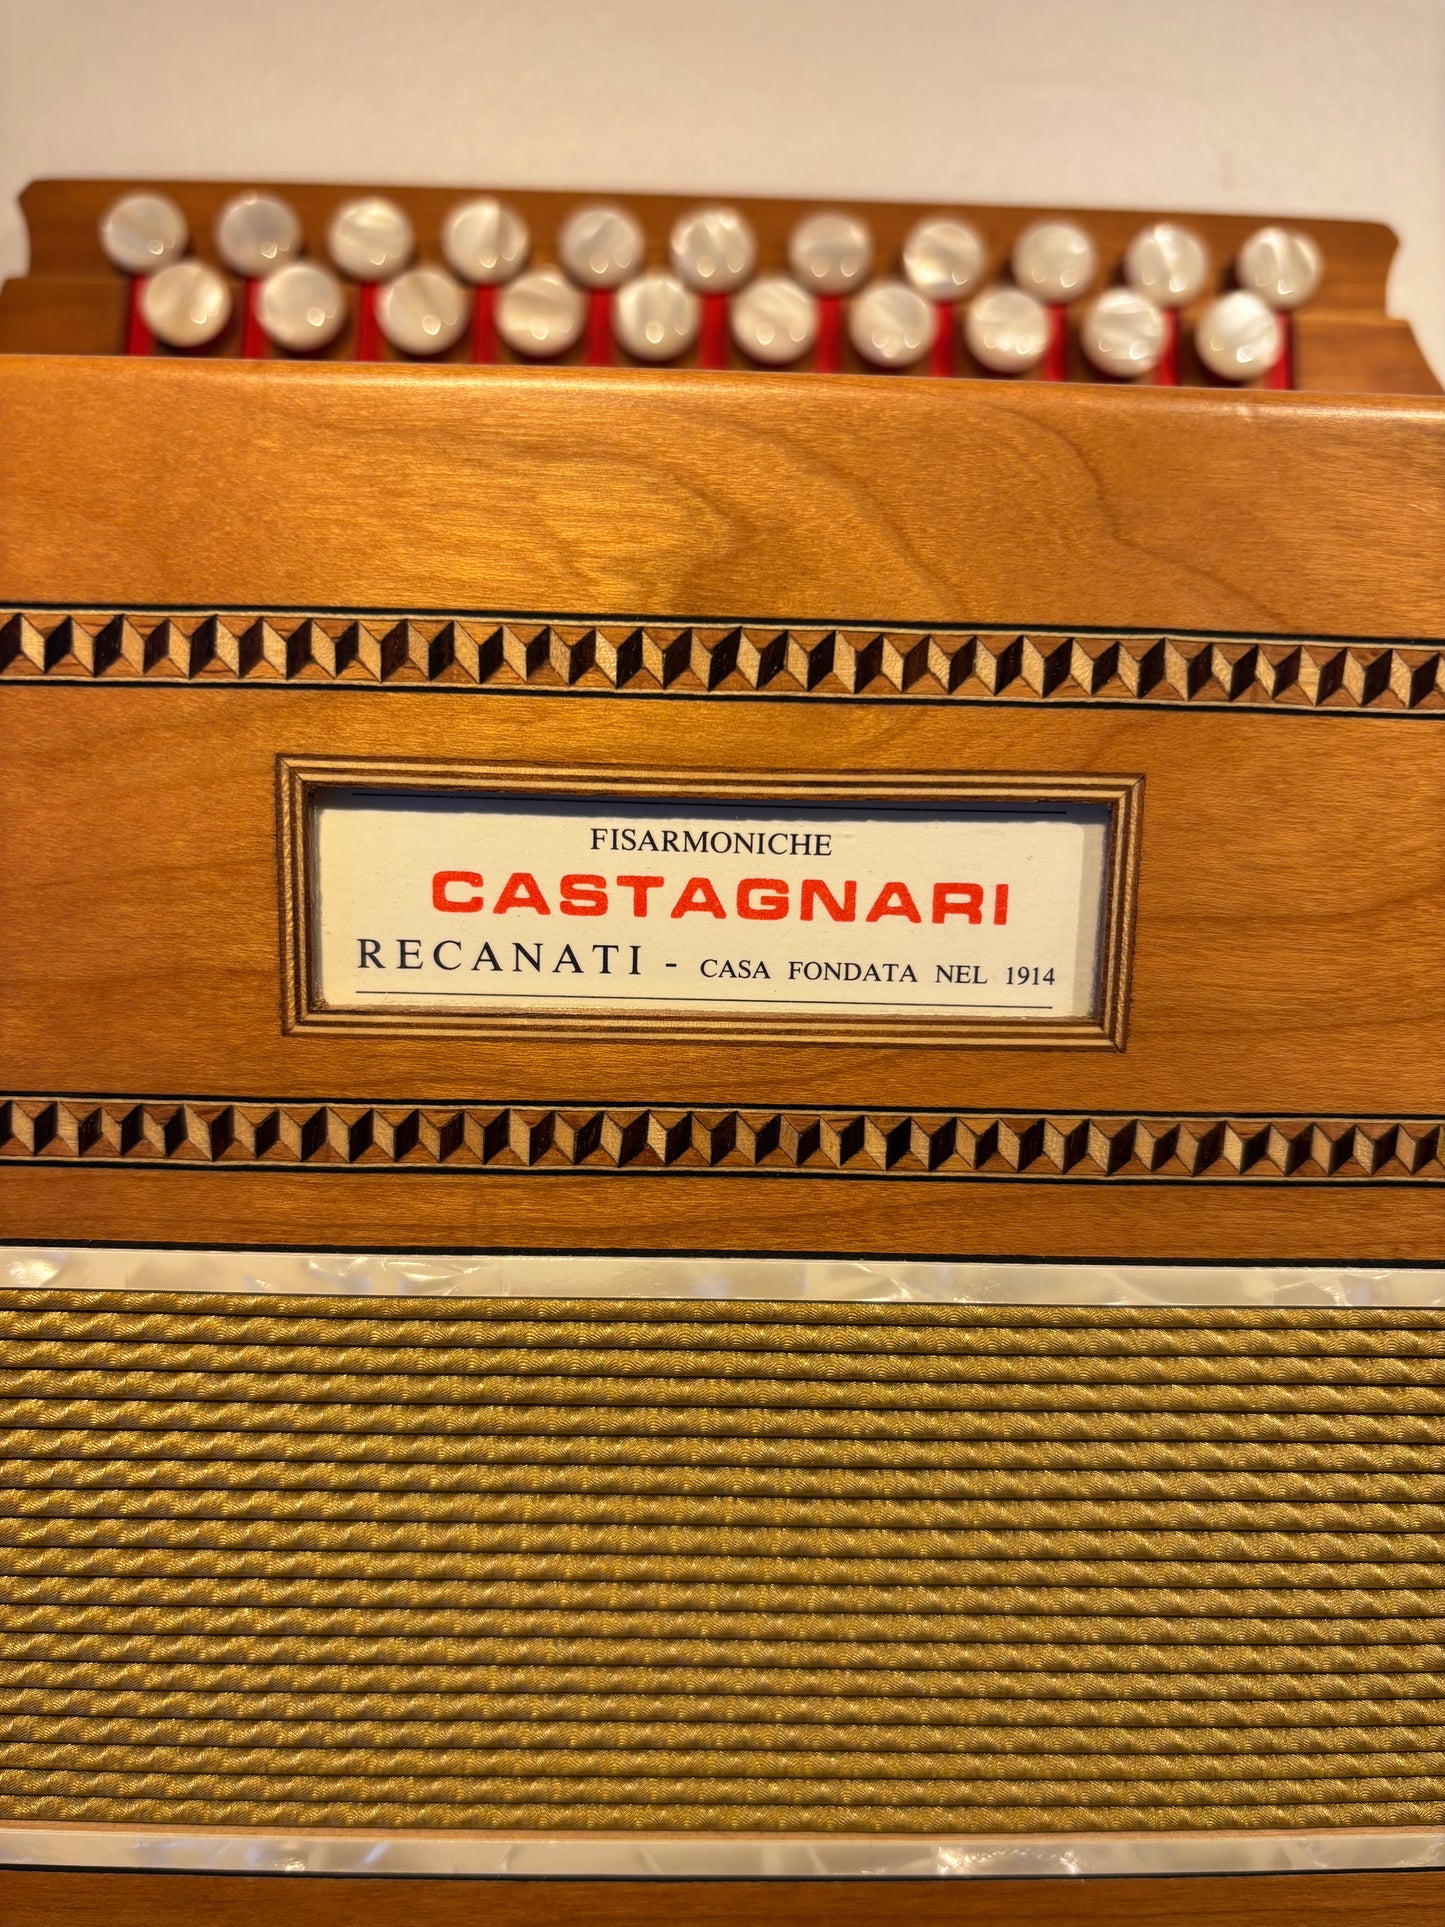 FISARMONICHE
CASTAGNARI
RECANATI - CASA FONDATA NEL 1914